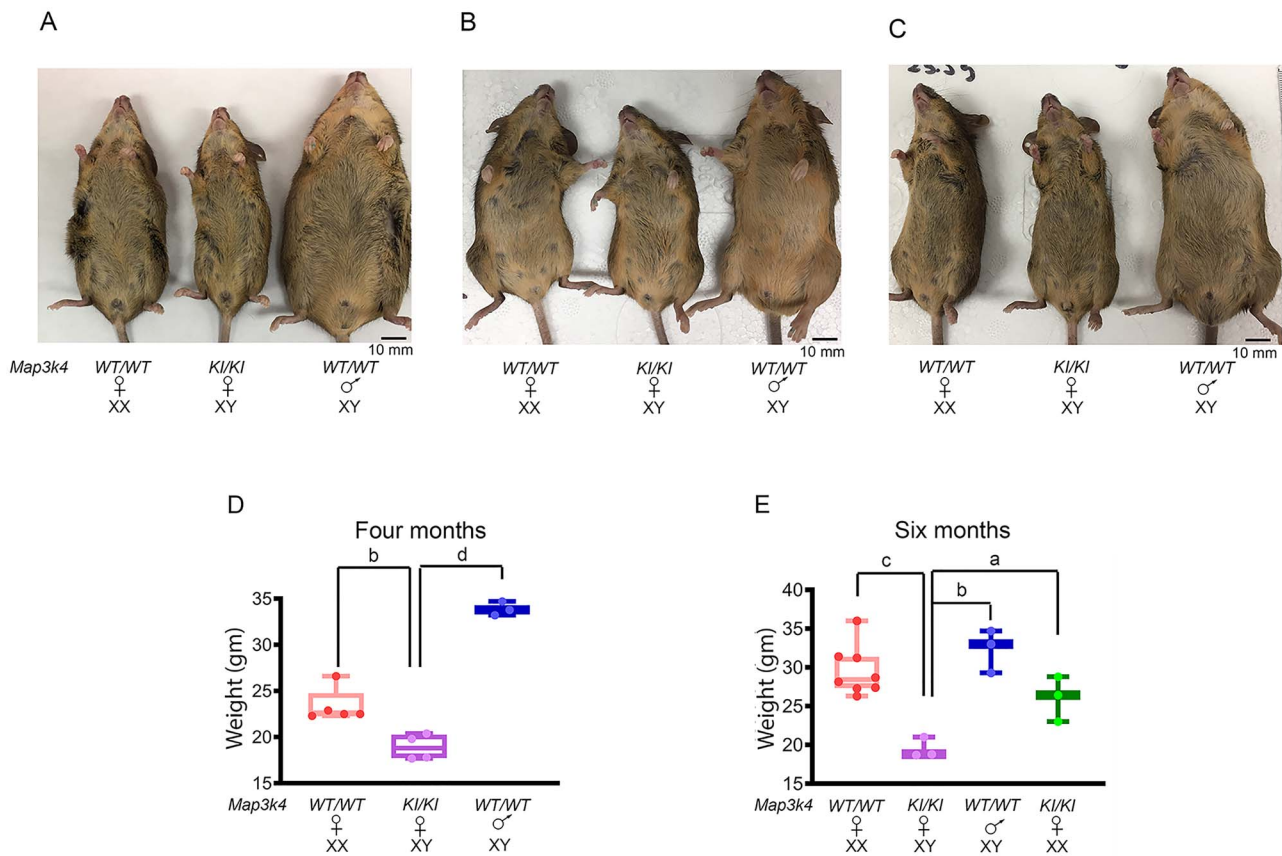 A
B
C
23.3g
10 mm
10 mm
10 mm
Map3k4 WT/WT KI/KI WT/WT
♀ ♀ ♂
XX XY XY
WT/WT KI/KI WT/WT
♀ ♀ ♂
XX XY XY
WT/WT KI/KI WT/WT
♀ ♀ ♂
XX XY XY
D
Four months
b d
Weight (gm)
35
30
25
20
15
Map3k4 WT/WT KI/KI WT/WT
♀ ♀ ♂
XX XY XY
E
Six months
c a
b
Weight (gm)
40
35
30
25
20
15
Map3k4 WT/WT KI/KI WT/WT KI/KI
♀ ♀ ♂ ♀
XX XY XY XX